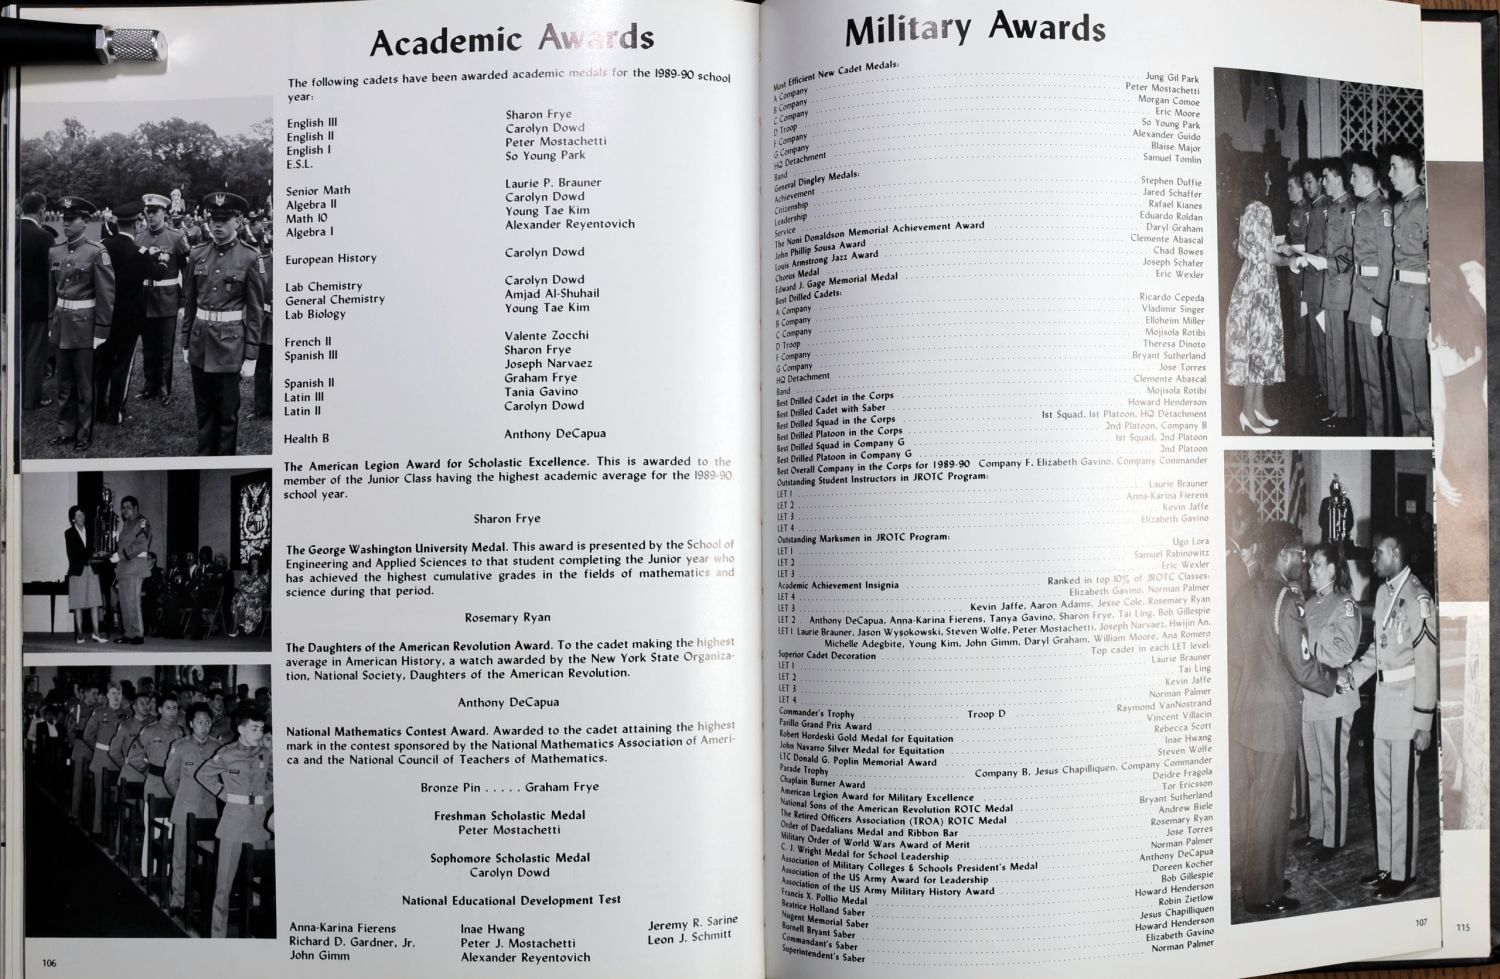 Academic Awards
The following cadets have been awarded academic medals for the 1989-90 school
year:
English III Sharon Frye
English II Carolyn Dowd
English I Peter Mostachetti
E.S.L. So Young Park
Senior Math Laurie P. Brauner
Algebra II Carolyn Dowd
Math 10 Young Tae Kim
Algebra I Alexander Reyentovich
European History Carolyn Dowd
Lab Chemistry Carolyn Dowd
General Chemistry Amjad Al-Shuhail
Lab Biology Young Tae Kim
French II Valente Zocchi
Spanish III Sharon Frye
Joseph Narvaez
Spanish II Graham Frye
Latin III Tania Gavino
Latin II Carolyn Dowd
Health B Anthony DeCapua
The American Legion Award for Scholastic Excellence. This is awarded to the
member of the Junior Class having the highest academic average for the 1989-90
school year.
Sharon Frye
The George Washington University Medal. This award is presented by the School of
Engineering and Applied Sciences to that student completing the Junior year who
has achieved the highest cumulative grades in the fields of mathematics and
science during that period.
Rosemary Ryan
The Daughters of the American Revolution Award. To the cadet making the highest
average in American History, a watch awarded by the New York State Organiza-
tion, National Society, Daughters of the American Revolution.
Anthony DeCapua
National Mathematics Contest Award. Awarded to the cadet attaining the highest
mark in the contest sponsored by the National Mathematics Association of Ameri-
ca and the National Council of Teachers of Mathematics.
Bronze Pin . . . . . Graham Frye
Freshman Scholastic Medal
Peter Mostachetti
Sophomore Scholastic Medal
Carolyn Dowd
National Educational Development Test
Anna-Karina Fierens Inae Hwang Jeremy R. Sarine
Richard D. Gardner, Jr. Peter J. Mostachetti Leon J. Schmitt
John Gimm Alexander Reyentovich
106
Military Awards
Most Efficient New Cadet Medals:
A Company Jung Gil Park
B Company Peter Mostachetti
C Company Morgan Comoe
D Troop Eric Moore
F Company So Young Park
G Company Alexander Guido
HQ Detachment Blaise Major
Band Samuel Tomlin
General Dingley Medals:
Achievement Stephen Duffie
Citizenship Jared Schaffer
Leadership Rafael Kianes
Service Eduardo Roldan
The Noni Donaldson Memorial Achievement Award Daryl Graham
John Phillip Sousa Award Clemente Abascal
Louis Armstrong Jazz Award Chad Bowes
Chorus Medal Joseph Schafer
Edward J. Gage Memorial Medal Eric Wexler
Best Drilled Cadets:
A Company Ricardo Cepeda
B Company Vladimir Singer
C Company Elloheim Miller
D Troop Mojisola Rotibi
F Company Theresa Dinoto
G Company Bryant Sutherland
HQ Detachment Jose Torres
Band Clemente Abascal
Best Drilled Cadet in the Corps Mojisola Rotibi
Best Drilled Cadet with Saber Howard Henderson
Best Drilled Squad in the Corps 1st Squad, 1st Platoon, HQ Detachment
Best Drilled Platoon in the Corps 2nd Platoon, Company B
Best Drilled Squad in Company G 1st Squad, 2nd Platoon
Best Drilled Platoon in Company G 2nd Platoon
Best Overall Company in the Corps for 1989-90 Company F, Elizabeth Gavino, Company Commander
Outstanding Student Instructors in JROTC Program:
LET 1 Laurie Brauner
LET 2 Anna-Karina Fierens
LET 3 Kevin Jaffe
LET 4 Elizabeth Gavino
Outstanding Marksmen in JROTC Program:
LET 1 Ugo Lora
LET 2 Samuel Rabinowitz
LET 3 Eric Wexler
Academic Achievement Insignia Ranked in top 10% of JROTC Classes:
LET 4 Elizabeth Gavino, Norman Palmer
LET 3 Kevin Jaffe, Aaron Adams, Jesse Cole, Rosemary Ryan
LET 2 . Anthony DeCapua, Anna-Karina Fierens, Tanya Gavino, Sharon Frye, Tai Ling, Bob Gillespie
LET 1 Laurie Brauner, Jason Wysokowski, Steven Wolfe, Peter Mostachetti, Joseph Narvaez, Hwijin An,
Michelle Adegbite, Young Kim, John Gimm, Daryl Graham, William Moore, Ana Romero
Superior Cadet Decoration Top cadet in each LET level:
LET 1 Laurie Brauner
LET 2 Tai Ling
LET 3 Kevin Jaffe
LET 4 Norman Palmer
Commander's Trophy Troop D Raymond VanNostrand
Parillo Grand Prix Award Vincent Villacin
Robert Hordeski Gold Medal for Equitation Rebecca Scott
John Navarro Silver Medal for Equitation Inae Hwang
LTC Donald G. Poplin Memorial Award Steven Wolfe
Parade Trophy Company B, Jesus Chapilliquen, Company Commander
Chaplain Burner Award Deidre Fragola
American Legion Award for Military Excellence Tor Ericsson
National Sons of the American Revolution ROTC Medal Bryant Sutherland
The Retired Officers Association (TROA) ROTC Medal Andrew Biele
Order of Daedalians Medal and Ribbon Bar Rosemary Ryan
Military Order of World Wars Award of Merit Jose Torres
C. J. Wright Medal for School Leadership Norman Palmer
Association of Military Colleges & Schools President's Medal Anthony DeCapua
Association of the US Army Award for Leadership Doreen Kocher
Association of the US Army Military History Award Bob Gillespie
Francis X. Pollio Medal Howard Henderson
Beatrice Holland Saber Robin Zietlow
Nugent Memorial Saber Jesus Chapilliquen
Burnell Bryant Saber Howard Henderson
Commandant's Saber Elizabeth Gavino
Superintendent's Saber Norman Palmer
107
115